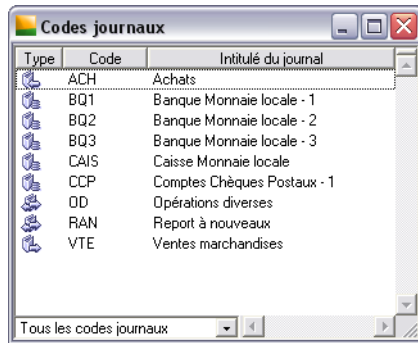 Codes journaux
Type Code Intitulé du journal
ACH Achats
BQ1 Banque Monnaie locale - 1
BQ2 Banque Monnaie locale - 2
BQ3 Banque Monnaie locale - 3
CAIS Caisse Monnaie locale
CCP Comptes Chèques Postaux - 1
OD Opérations diverses
RAN Report à nouveaux
VTE Ventes marchandises
Tous les codes journaux